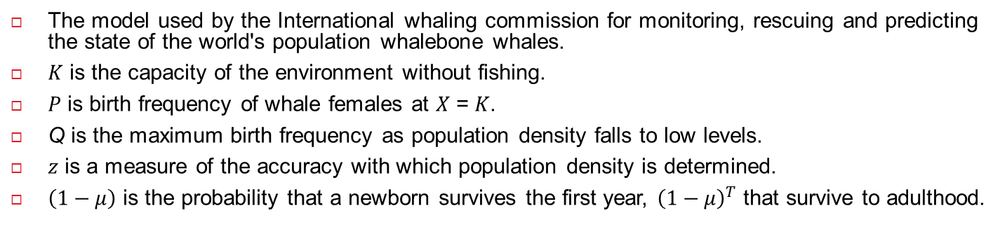 □ The model used by the International whaling commission for monitoring, rescuing and predicting
the state of the world's population whalebone whales.
□ K is the capacity of the environment without fishing.
□ P is birth frequency of whale females at X = K.
□ Q is the maximum birth frequency as population density falls to low levels.
□ z is a measure of the accuracy with which population density is determined.
□ (1 − μ) is the probability that a newborn survives the first year, (1 − μ)^T that survive to adulthood.